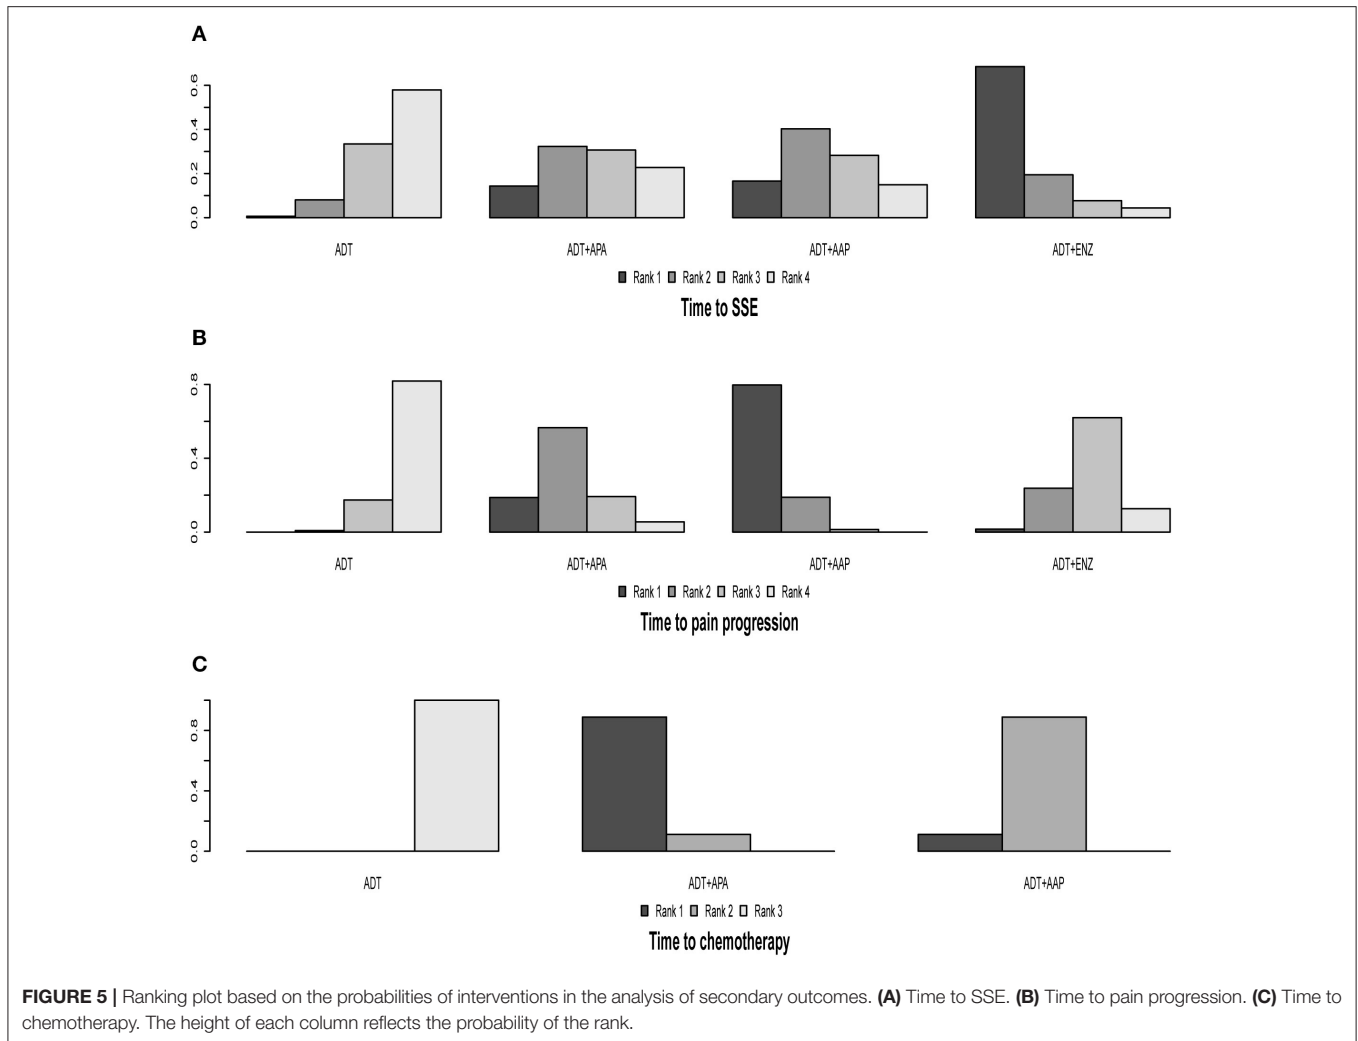 A
0.0 0.2 0.4 0.6
ADT ADT+APA ADT+AAP ADT+ENZ
Rank 1 Rank 2 Rank 3 Rank 4
Time to SSE
B
0.0 0.4 0.8
ADT ADT+APA ADT+AAP ADT+ENZ
Rank 1 Rank 2 Rank 3 Rank 4
Time to pain progression
C
0.0 0.4 0.8
ADT ADT+APA ADT+AAP
Rank 1 Rank 2 Rank 3
Time to chemotherapy
FIGURE 5 | Ranking plot based on the probabilities of interventions in the analysis of secondary outcomes. (A) Time to SSE. (B) Time to pain progression. (C) Time to
chemotherapy. The height of each column reflects the probability of the rank.